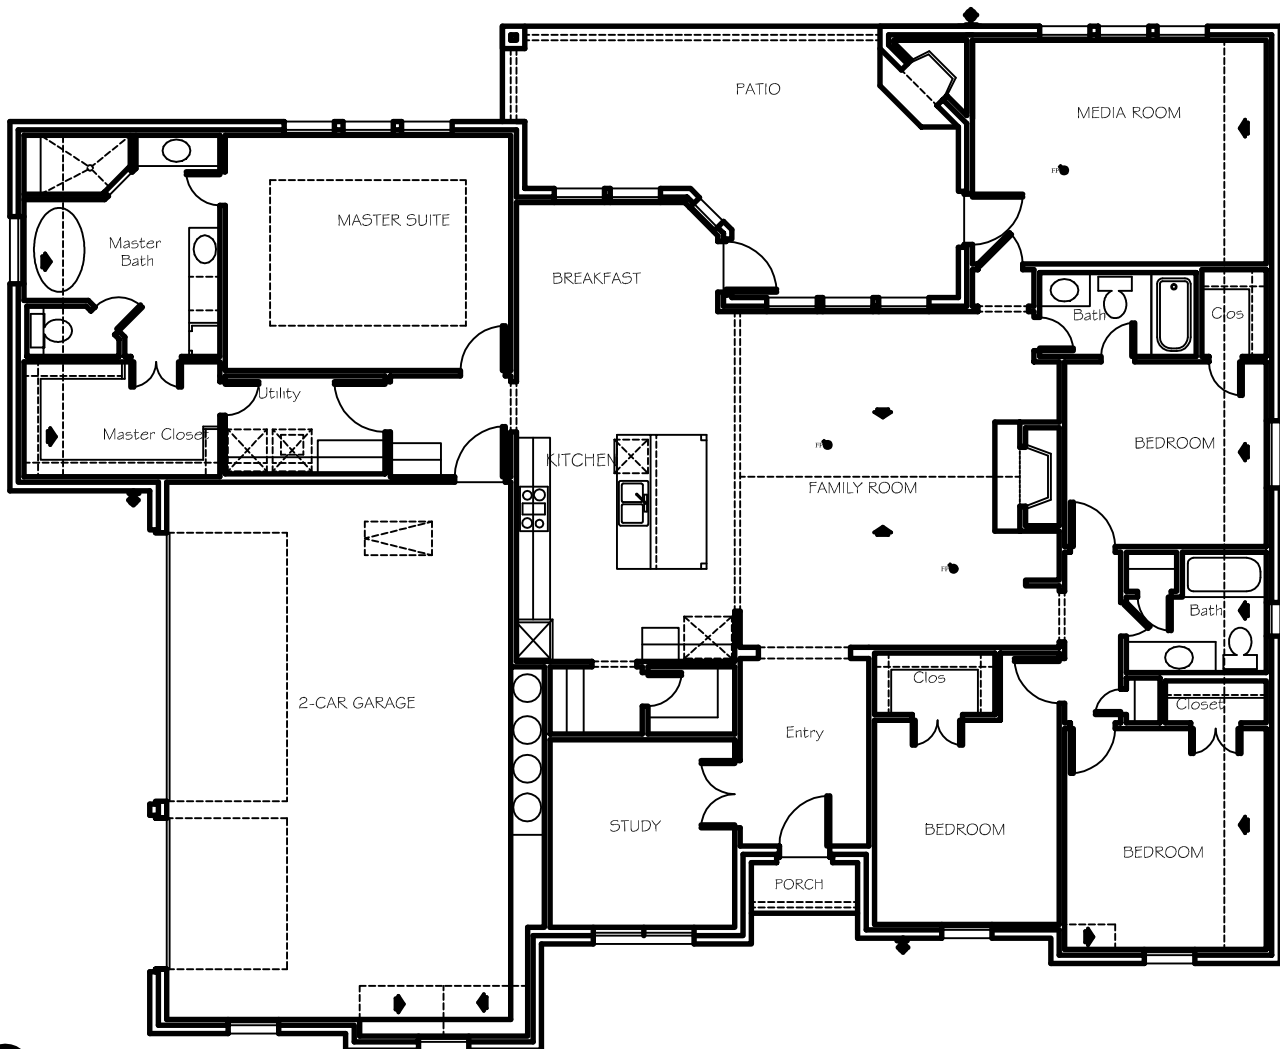 PATIO
MEDIA ROOM
FP
MASTER SUITE
Master
Bath
BREAKFAST
Bath
Clos
Utility
Master Closet
KITCHEN
BEDROOM
FAMILY ROOM
Bath
Clos
Closet
2-CAR GARAGE
Entry
STUDY
BEDROOM
BEDROOM
PORCH